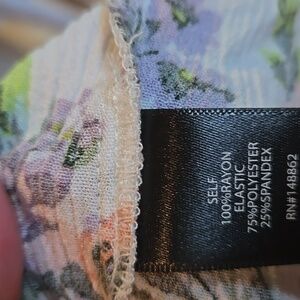 SELF
100%RAYON
ELASTIC
75%POLYESTER
25%SPANDEX
RN#148862